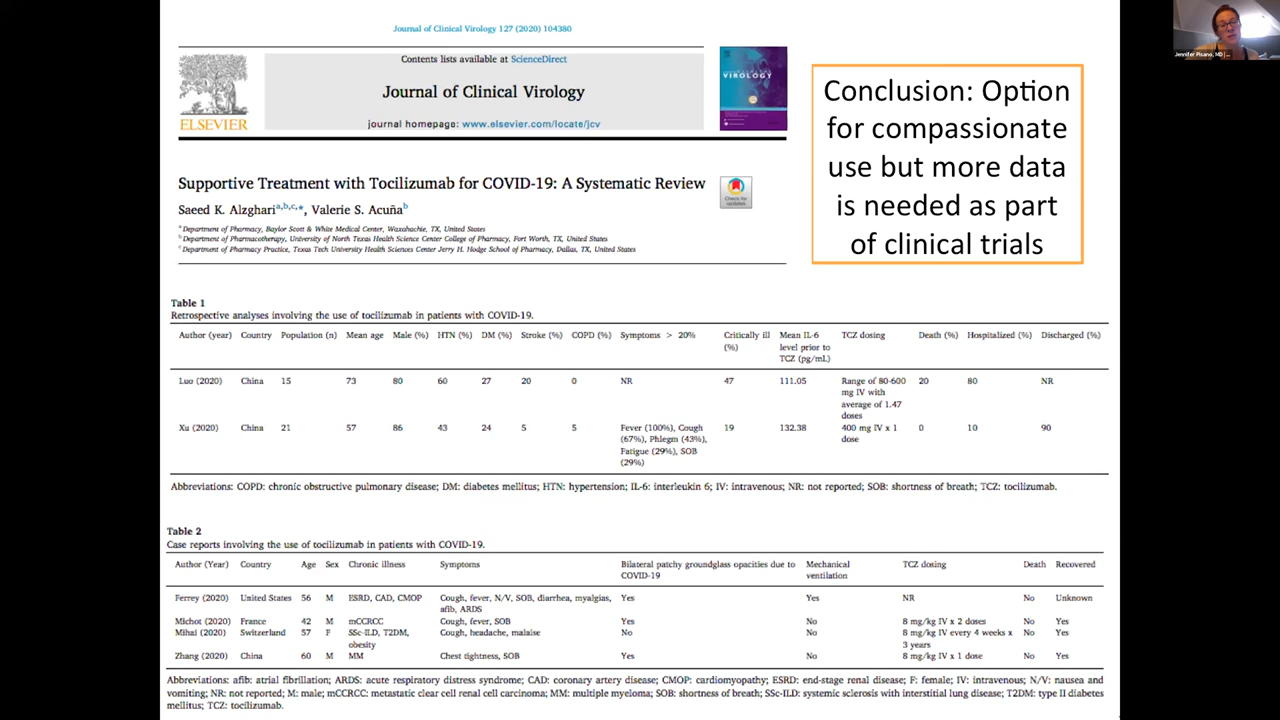 Journal of Clinical Virology 127 (2020) 104380
Contents lists available at ScienceDirect
Journal of Clinical Virology
journal homepage: www.elsevier.com/locate/jcv
ELSEVIER
VIROLOGY
Check for
updates
Supportive Treatment with Tocilizumab for COVID-19: A Systematic Review
Saeed K. Alzghari a,b,c,*, Valerie S. Acuña b
a Department of Pharmacy, Baylor Scott & White Medical Center, Waxahachie, TX, United States
b Department of Pharmacotherapy, University of North Texas Health Science Center College of Pharmacy, Fort Worth, TX, United States
c Department of Pharmacy Practice, Texas Tech University Health Sciences Center Jerry H. Hodge School of Pharmacy, Dallas, TX, United States
Conclusion: Option
for compassionate
use but more data
is needed as part
of clinical trials
Jennifer Pisano, MD |
Table 1
Retrospective analyses involving the use of tocilizumab in patients with COVID-19.
Author (year) Country Population (n) Mean age Male (%) HTN (%) DM (%) Stroke (%) COPD (%) Symptoms > 20% Critically ill Mean IL-6 TCZ dosing Death (%) Hospitalized (%) Discharged (%)
(%) level prior to
TCZ (pg/mL)
Luo (2020) China 15 73 80 60 27 20 0 NR 47 111.05 Range of 80-600 20 80 NR
mg IV with
average of 1.47
doses
Xu (2020) China 21 57 86 43 24 5 5 Fever (100%), Cough 19 132.38 400 mg IV x 1 0 10 90
(67%), Phlegm (43%), dose
Fatigue (29%), SOB
(29%)
Abbreviations: COPD: chronic obstructive pulmonary disease; DM: diabetes mellitus; HTN: hypertension; IL-6: interleukin 6; IV: intravenous; NR: not reported; SOB: shortness of breath; TCZ: tocilizumab.
Table 2
Case reports involving the use of tocilizumab in patients with COVID-19.
Author (Year) Country Age Sex Chronic illness Symptoms Bilateral patchy groundglass opacities due to Mechanical TCZ dosing Death Recovered
COVID-19 ventilation
Ferrey (2020) United States 56 M ESRD, CAD, CMOP Cough, fever, N/V, SOB, diarrhea, myalgias, Yes Yes NR No Unknown
afib, ARDS
Michot (2020) France 42 M mCCRCC Cough, fever, SOB Yes No 8 mg/kg IV x 2 doses No Yes
Mihai (2020) Switzerland 57 F SSc-ILD, T2DM, Cough, headache, malaise No No 8 mg/kg IV every 4 weeks x No Yes
obesity 3 years
Zhang (2020) China 60 M MM Chest tightness, SOB Yes No 8 mg/kg IV x 1 dose No Yes
Abbreviations: afib: atrial fibrillation; ARDS: acute respiratory distress syndrome; CAD: coronary artery disease; CMOP: cardiomyopathy; ESRD: end-stage renal disease; F: female; IV: intravenous; N/V: nausea and
vomiting; NR: not reported; M: male; mCCRCC: metastatic clear cell renal cell carcinoma; MM: multiple myeloma; SOB: shortness of breath; SSc-ILD: systemic sclerosis with interstitial lung disease; T2DM: type II diabetes
mellitus; TCZ: tocilizumab.